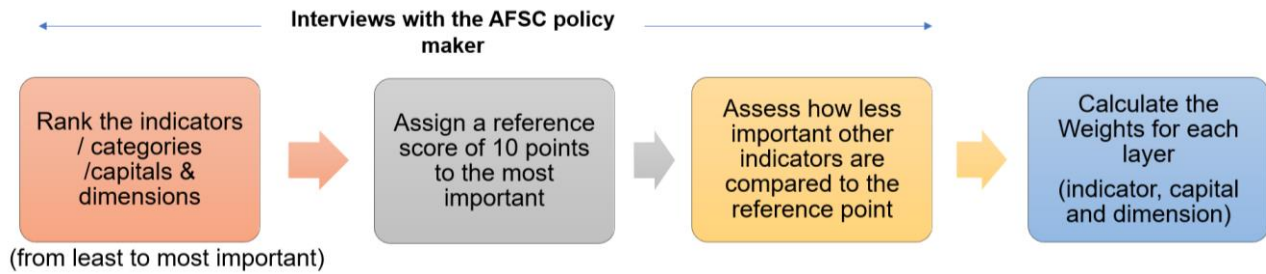 Interviews with the AFSC policy
maker
Rank the indicators
/ categories
/capitals &
dimensions
(from least to most important)
Assign a reference
score of 10 points
to the most
important
Assess how less
important other
indicators are
compared to the
reference point
Calculate the
Weights for each
layer
(indicator, capital
and dimension)